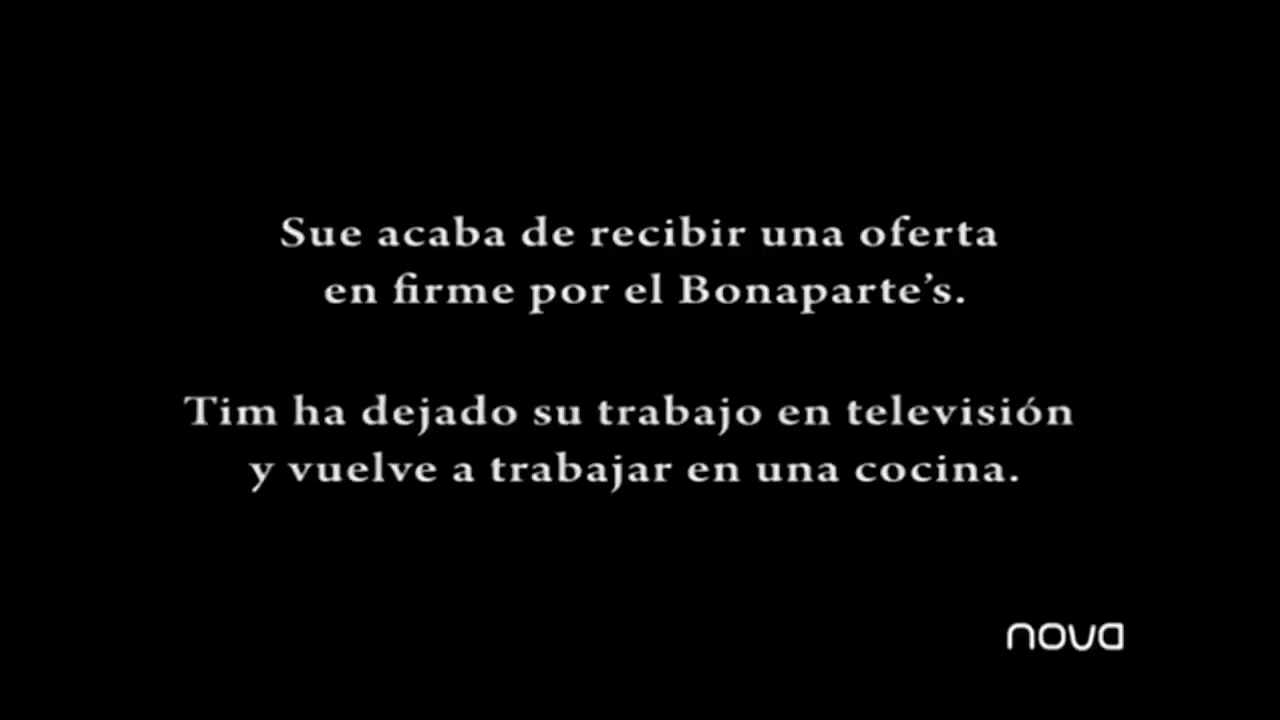 Sue acaba de recibir una oferta
en firme por el Bonaparte’s.
Tim ha dejado su trabajo en televisión
y vuelve a trabajar en una cocina.
nova